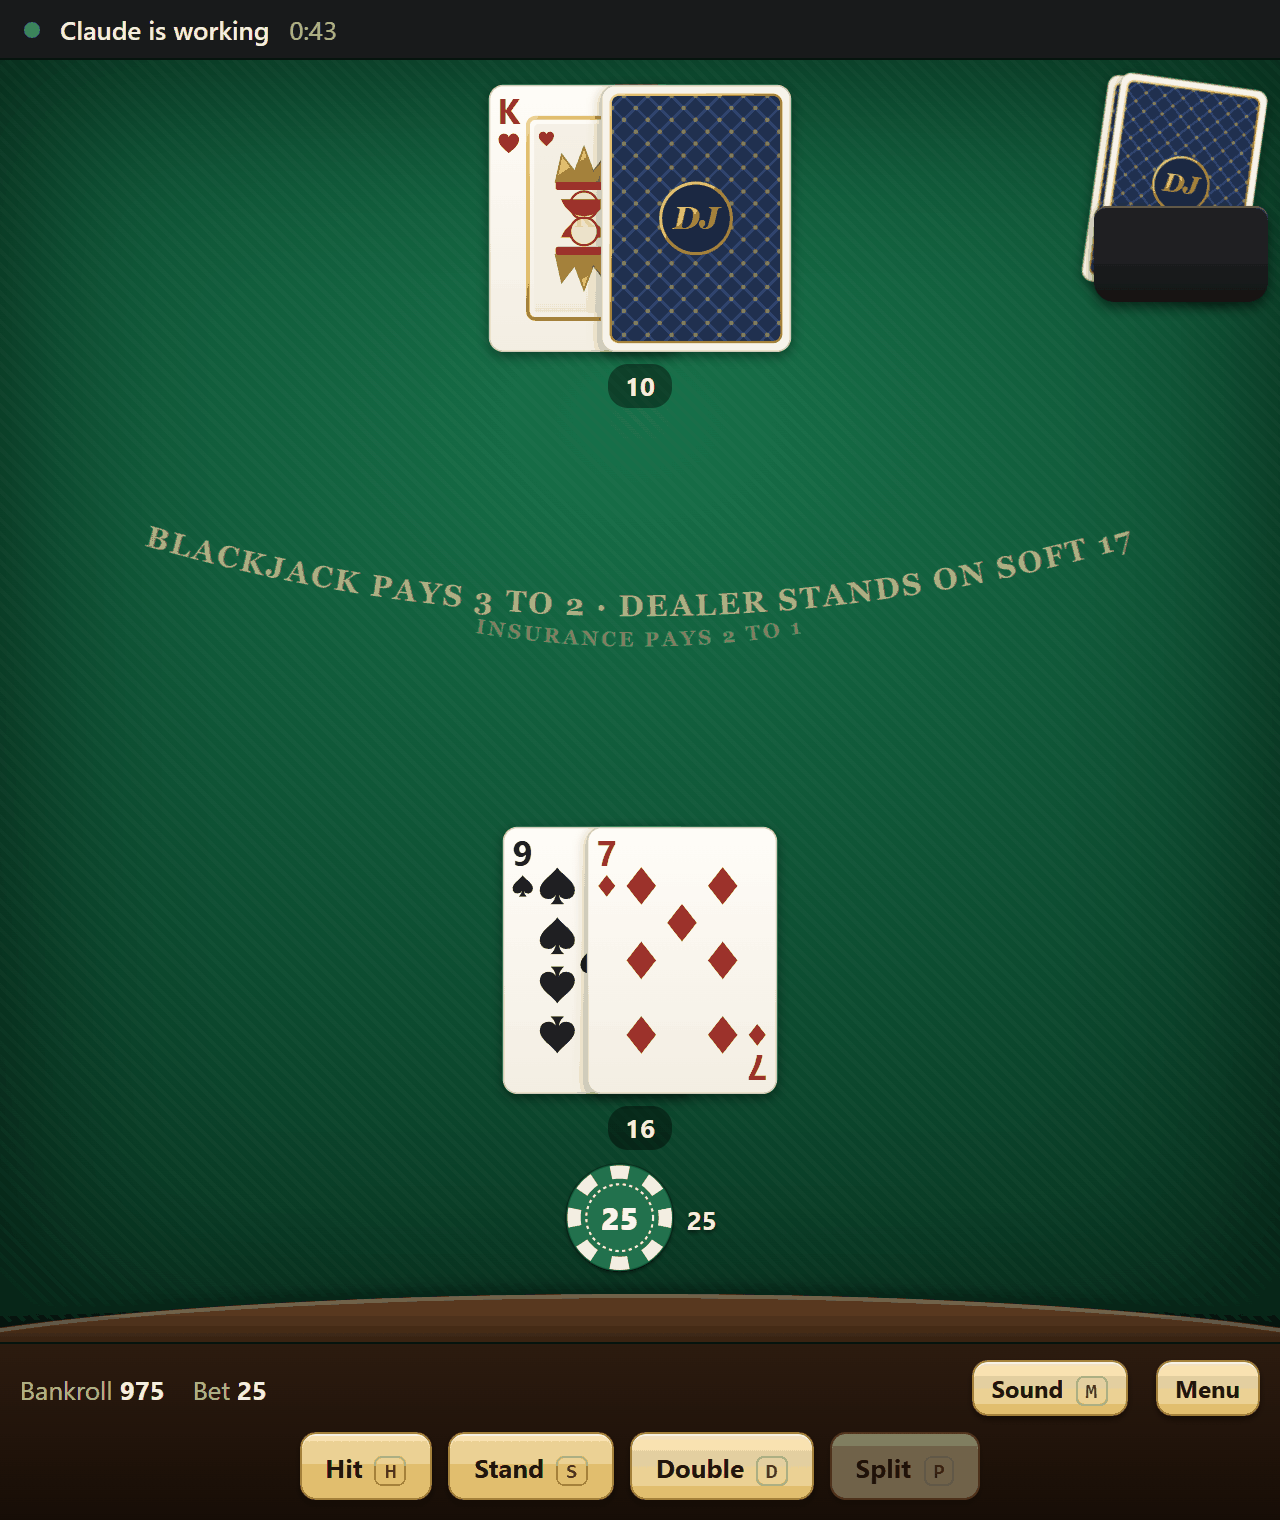 Claude is working 0:43
K
DJ
DJ
10
BLACKJACK PAYS 3 TO 2 · DEALER STANDS ON SOFT 17
INSURANCE PAYS 2 TO 1
9
7
7
16
25 25
Bankroll 975 Bet 25
Sound M Menu
Hit H Stand S Double D Split P